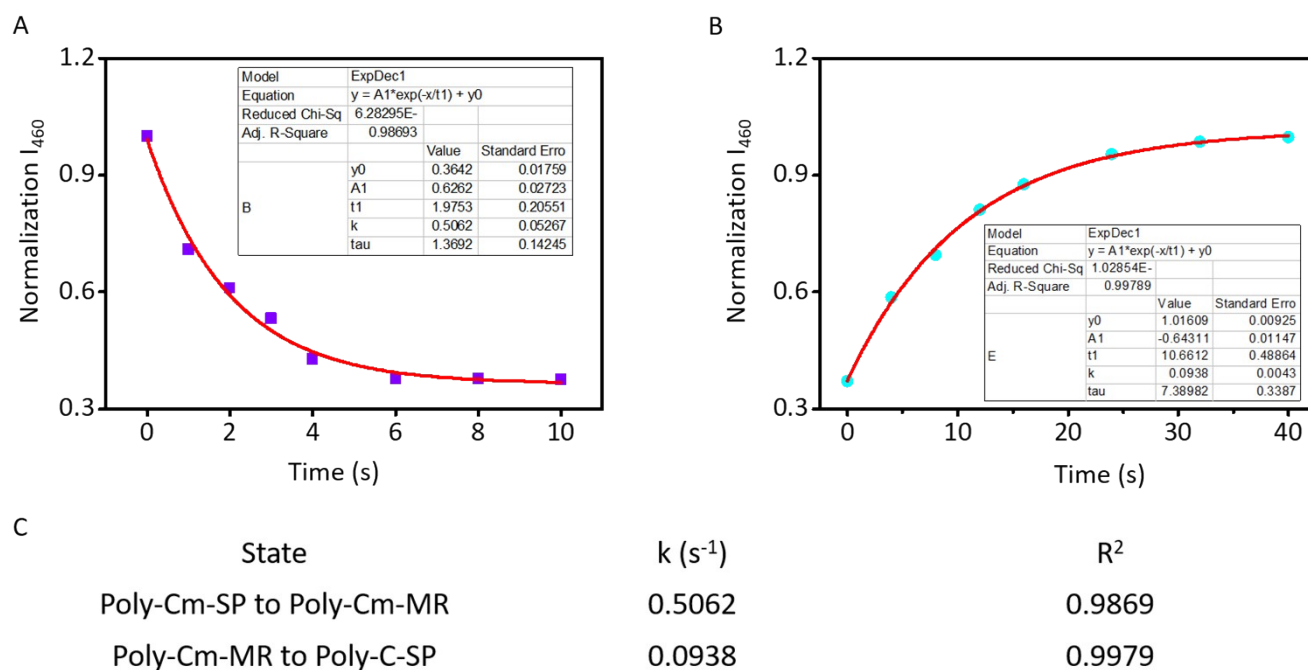 A
1.2
0.9
0.6
0.3
Normalization I460
0 2 4 6 8 10
Time (s)
Model ExpDec1
Equation y = A1*exp(-x/t1) + y0
Reduced Chi-Sq 6.28295E-
Adj. R-Square 0.98693
Value Standard Erro
y0 0.3642 0.01759
A1 0.6262 0.02723
B t1 1.9753 0.20551
k 0.5062 0.05267
tau 1.3692 0.14245
B
1.2
0.9
0.6
0.3
Normalization I460
0 10 20 30 40
Time (s)
Model ExpDec1
Equation y = A1*exp(-x/t1) + y0
Reduced Chi-Sq 1.02854E-
Adj. R-Square 0.99789
Value Standard Erro
y0 1.01609 0.00925
A1 -0.64311 0.01147
E t1 10.6612 0.48864
k 0.0938 0.0043
tau 7.38982 0.3387
C
State k (s-1) R2
Poly-Cm-SP to Poly-Cm-MR 0.5062 0.9869
Poly-Cm-MR to Poly-C-SP 0.0938 0.9979